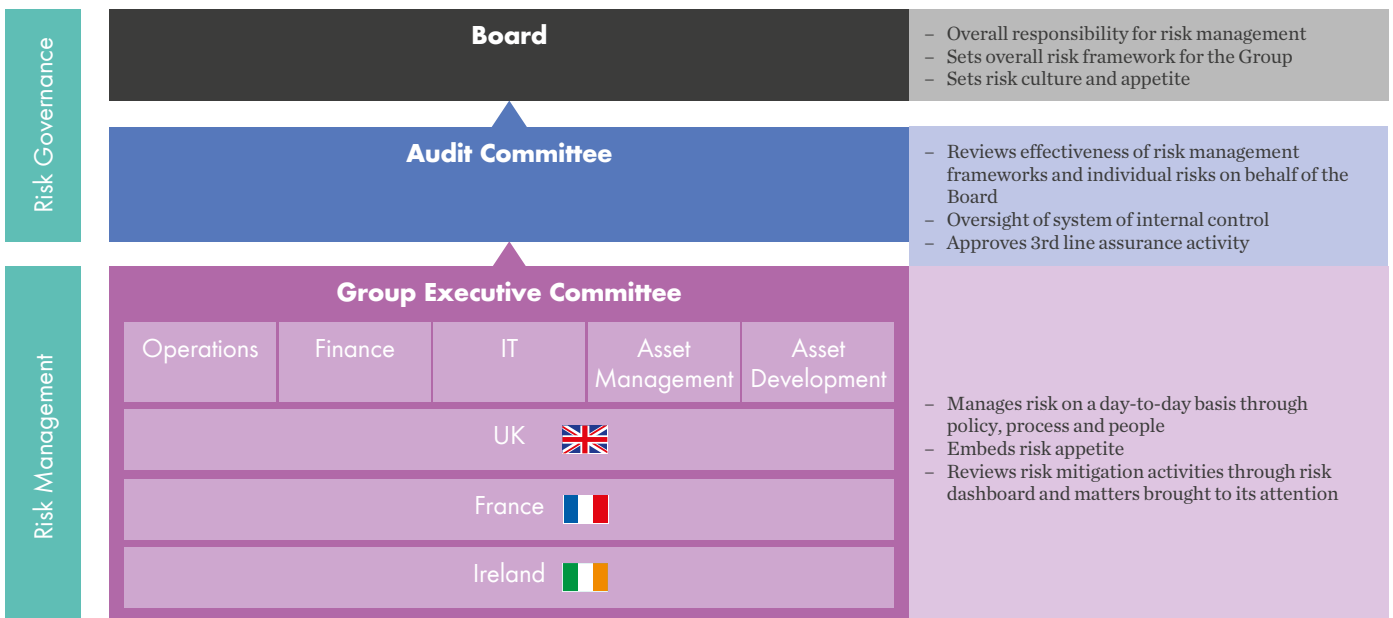 Risk Governance
Board
– Overall responsibility for risk management
– Sets overall risk framework for the Group
– Sets risk culture and appetite
Audit Committee
– Reviews effectiveness of risk management
frameworks and individual risks on behalf of the
Board
– Oversight of system of internal control
– Approves 3rd line assurance activity
Risk Management
Group Executive Committee
Operations
Finance
IT
Asset
Management
Asset
Development
UK
France
Ireland
– Manages risk on a day-to-day basis through
policy, process and people
– Embeds risk appetite
– Reviews risk mitigation activities through risk
dashboard and matters brought to its attention